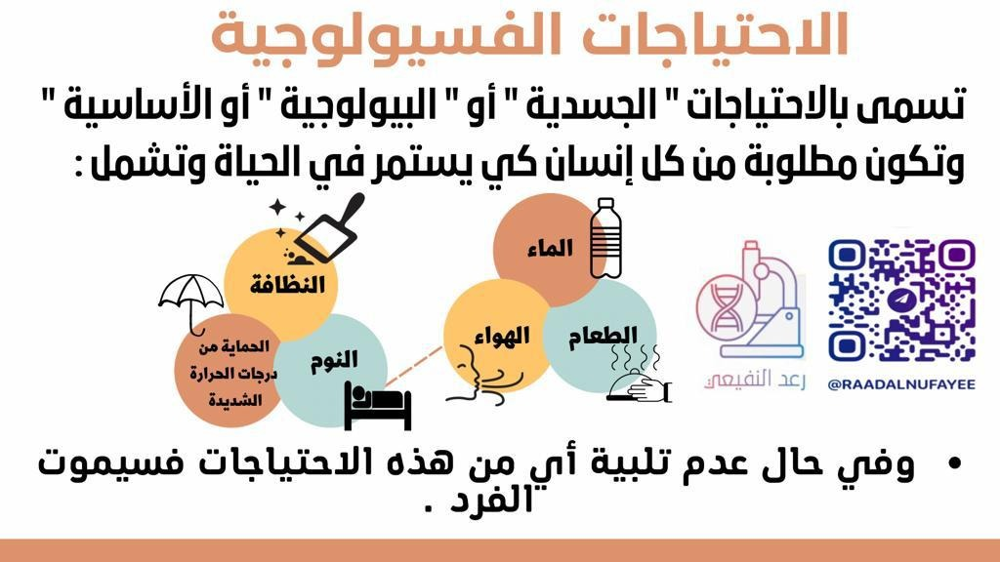 الاحتياجات الفسيولوجية
تسمى بالاحتياجات " الجسدية " أو " البيولوجية " أو الأساسية "
وتكون مطلوبة من كل إنسان كي يستمر في الحياة وتشمل :
الماء
الطعام
الهواء
النظافة
النوم
الحماية من
درجات الحرارة
الشديدة
رعد النفيعي
@RAADALNUFAYEE
• وفي حال عدم تلبية أي من هذه الاحتياجات فسيموت
الفرد .